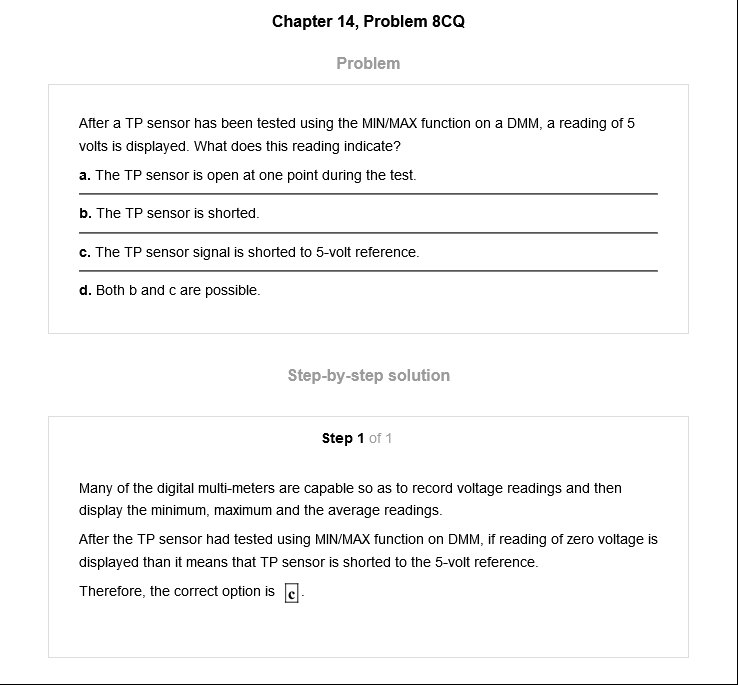 Chapter 14, Problem 8CQ
Problem
After a TP sensor has been tested using the MIN/MAX function on a DMM, a reading of 5
volts is displayed. What does this reading indicate?
a. The TP sensor is open at one point during the test.
b. The TP sensor is shorted.
c. The TP sensor signal is shorted to 5-volt reference.
d. Both b and c are possible.
Step-by-step solution
Step 1 of 1
Many of the digital multi-meters are capable so as to record voltage readings and then
display the minimum, maximum and the average readings.
After the TP sensor had tested using MIN/MAX function on DMM, if reading of zero voltage is
displayed than it means that TP sensor is shorted to the 5-volt reference.
Therefore, the correct option is c.